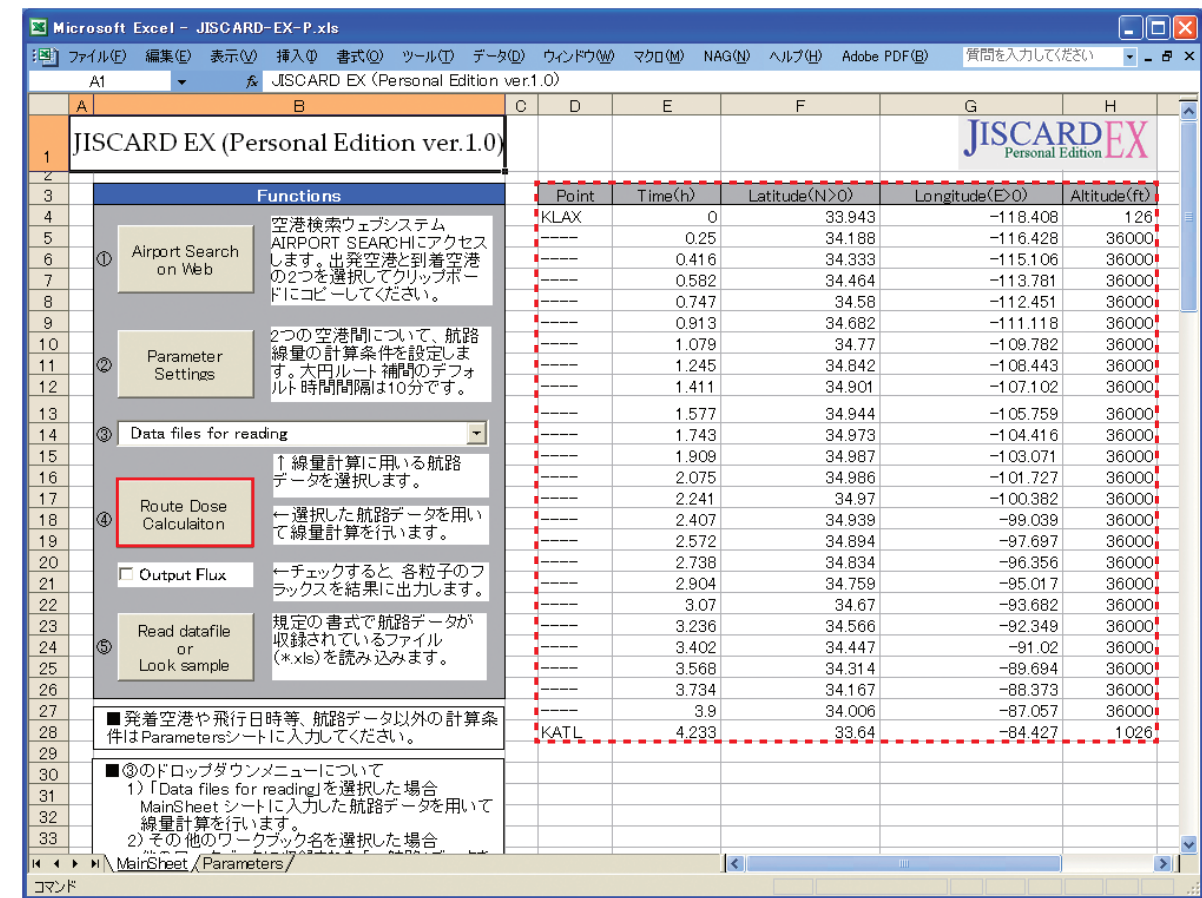 Microsoft Excel - JISCARD-EX-P.xls
ファイル(F) 編集(E) 表示(V) 挿入(I) 書式(O) ツール(T) データ(D) ウィンドウ(W) マクロ(M) NAG(N) ヘルプ(H) Adobe PDF(B) 質問を入力してください
A1 fx JISCARD EX (Personal Edition ver.1.0)
A B C D E F G H
1 JISCARD EX (Personal Edition ver.1.0)
JISCARD EX
Personal Edition
2
3 Functions Point Time(h) Latitude(N>0) Longitude(E>0) Altitude(ft)
4 KLAX 0 33.943 -118.408 126
5 ---- 0.25 34.188 -116.428 36000
6 ---- 0.416 34.333 -115.106 36000
7 ---- 0.582 34.464 -113.781 36000
8 ---- 0.747 34.58 -112.451 36000
9 ---- 0.913 34.682 -111.118 36000
10 ---- 1.079 34.77 -109.782 36000
11 ---- 1.245 34.842 -108.443 36000
12 ---- 1.411 34.901 -107.102 36000
13 ---- 1.577 34.944 -105.759 36000
14 ---- 1.743 34.973 -104.416 36000
15 ---- 1.909 34.987 -103.071 36000
16 ---- 2.075 34.986 -101.727 36000
17 ---- 2.241 34.97 -100.382 36000
18 ---- 2.407 34.939 -99.039 36000
19 ---- 2.572 34.894 -97.697 36000
20 ---- 2.738 34.834 -96.356 36000
21 ---- 2.904 34.759 -95.017 36000
22 ---- 3.07 34.67 -93.682 36000
23 ---- 3.236 34.566 -92.349 36000
24 ---- 3.402 34.447 -91.02 36000
25 ---- 3.568 34.314 -89.694 36000
26 ---- 3.734 34.167 -88.373 36000
27 ---- 3.9 34.006 -87.057 36000
28 KATL 4.233 33.64 -84.427 1026
29
30
31
32
33
① Airport Search
on Web
空港検索ウェブシステム
AIRPORT SEARCHにアクセス
します。出発空港と到着空港
の2つを選択してクリップボー
ドにコピーしてください。
② Parameter
Settings
2つの空港間について、航路
線量の計算条件を設定しま
す。大円ルート補間のデフォ
ルト時間間隔は10分です。
③ Data files for reading
↑線量計算に用いる航路
データを選択します。
④ Route Dose
Calculaiton
←選択した航路データを用い
て線量計算を行います。
Output Flux
←チェックすると、各粒子のフ
ラックスを結果に出力します。
⑤ Read datafile
or
Look sample
規定の書式で航路データが
収録されているファイル
(*.xls)を読み込みます。
■発着空港や飛行日時等、航路データ以外の計算条
件はParametersシートに入力してください。
■③のドロップダウンメニューについて
1)「Data files for reading」を選択した場合
MainSheet シートに入力した航路データを用いて
線量計算を行います。
2) その他のワークブック名を選択した場合
MainSheet Parameters
コマンド